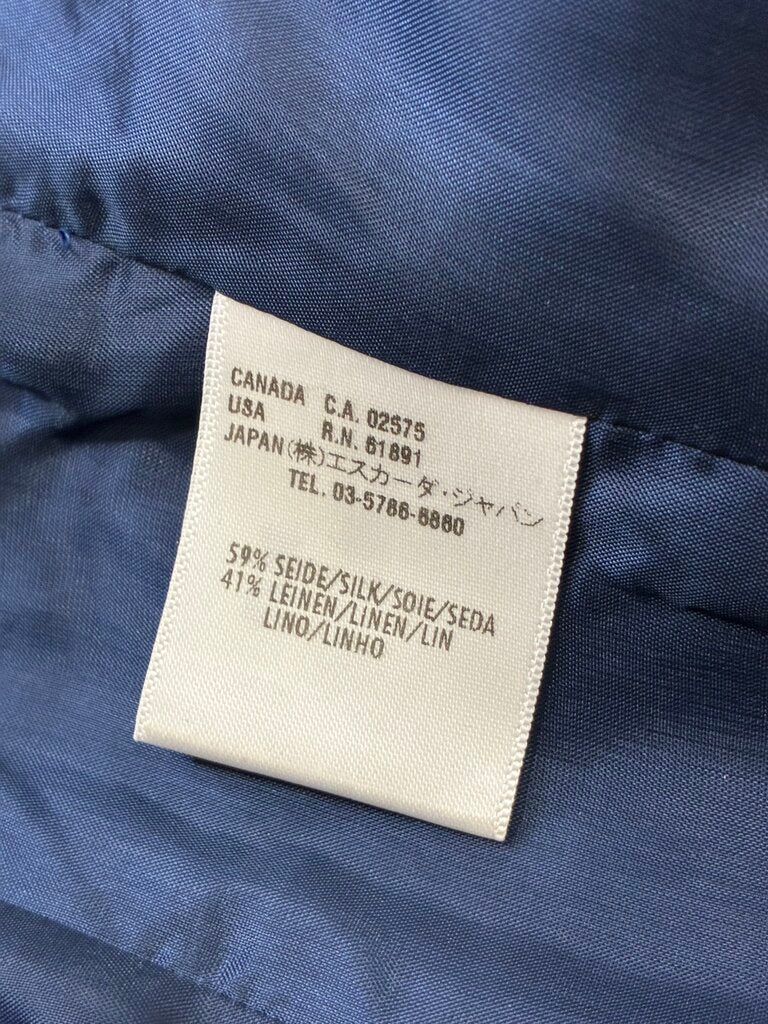 CANADA C.A. 02575
USA R.N. 61891
JAPAN(株)エスカーダ・ジャパン
TEL. 03-5786-6860
59% SEIDE/SILK/SOIE/SEDA
41% LEINEN/LINEN/LIN
LINO/LINHO